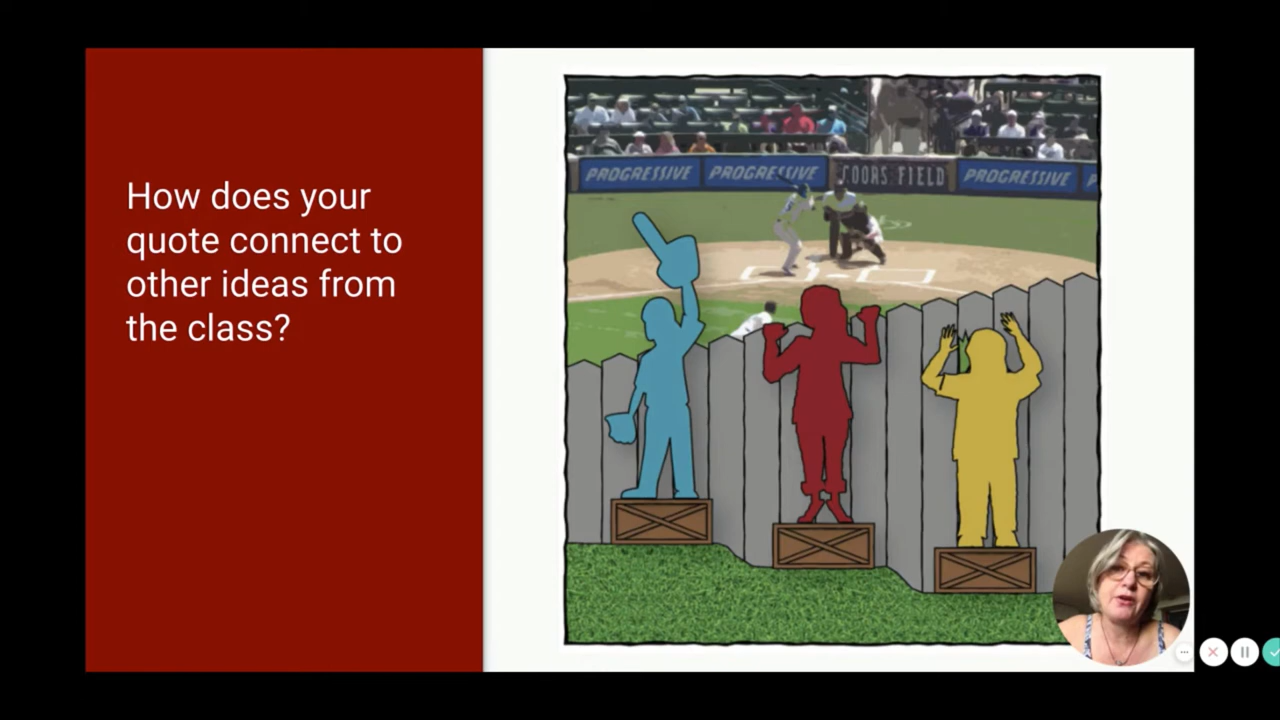 How does your
quote connect to
other ideas from
the class?
PROGRESSIVE PROGRESSIVE COORS FIELD PROGRESSIVE P